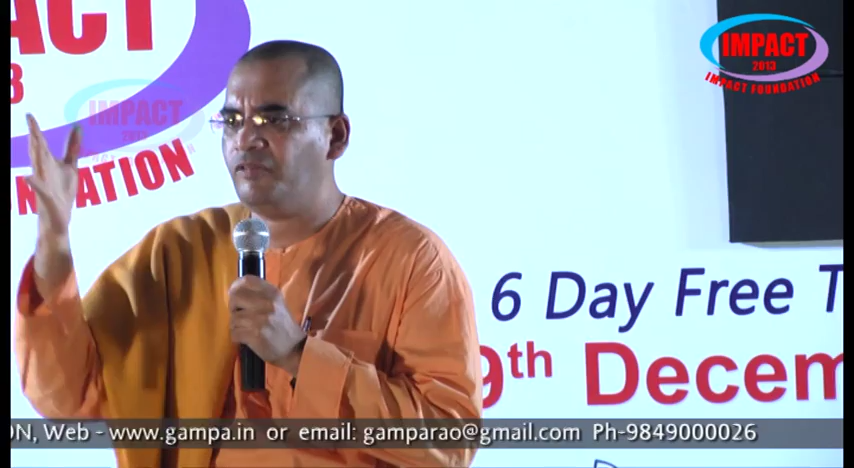 ACT
3
IMPACT
2013
IMPACT
2013
IMPACT FOUNDATION
ATION
6 Day Free T
9th Decem
ON, Web - www.gampa.in or email: gamparao@gmail.com Ph-9849000026